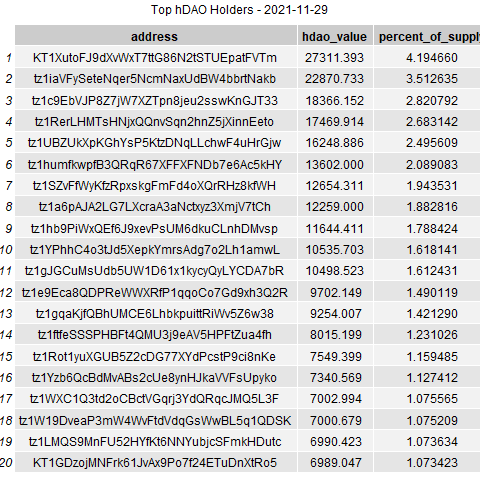 Top hDAO Holders - 2021-11-29
address hdao_value percent_of_supply
1 KT1XutoFJ9dXvWxT7ttG86N2tSTUEpatFVTm 27311.393 4.194660
2 tz1iaVFySeteNqer5NcmNaxUdBW4bbrtNakb 22870.733 3.512635
3 tz1c9EbVJP8Z7jW7XZTpn8jeu2sswKnGJT33 18366.152 2.820792
4 tz1RerLHMTsHNjxQQnvSqn2hnZ5jXinnEeto 17469.914 2.683142
5 tz1UBZUkXpKGhYsP5KtzDNqLLchwF4uHrGjw 16248.886 2.495609
6 tz1humfkwpfB3QRqR67XFFXFNDb7e6Ac5kHY 13602.000 2.089083
7 tz1SZvFfWyKfzRpxskgFmFd4oXQrRHz8kfWH 12654.311 1.943531
8 tz1a6pAJA2LG7LXcraA3aNctxyz3XmjV7tCh 12259.000 1.882816
9 tz1hb9PiWxQEf6J9xevPsUM6dkuCLnhDMvsp 11644.411 1.788424
10 tz1YPhhC4o3tJd5XepkYmrsAdg7o2Lh1amwL 10535.703 1.618141
11 tz1gJGCuMsUdb5UW1D61x1kycyQyLYCDA7bR 10498.523 1.612431
12 tz1e9Eca8QDPReWWXRfP1qqoCo7Gd9xh3Q2R 9702.149 1.490119
13 tz1gqaKjfQBhUMCE6LhbkpuittRiWv5Z6w38 9254.007 1.421290
14 tz1ftfeSSSPHBFt4QMU3j9eAV5HPFtZua4fh 8015.199 1.231026
15 tz1Rot1yuXGUB5Z2cDG77XYdPcstP9ci8nKe 7549.399 1.159485
16 tz1Yzb6QcBdMvABs2cUe8ynHJkaVVFsUpyko 7340.569 1.127412
17 tz1WXC1Q3td2oCBctVGqrj3YdQRqcJMQ5L3F 7002.994 1.075565
18 tz1W19DveaP3mW4WvFtdVdqGsWwBL5q1QDSK 7000.679 1.075209
19 tz1LMQS9MnFU52HYfKt6NNYubjcSFmkHDutc 6990.423 1.073634
20 KT1GDzojMNFrk61JvAx9Po7f24ETuDnXtRo5 6989.047 1.073423